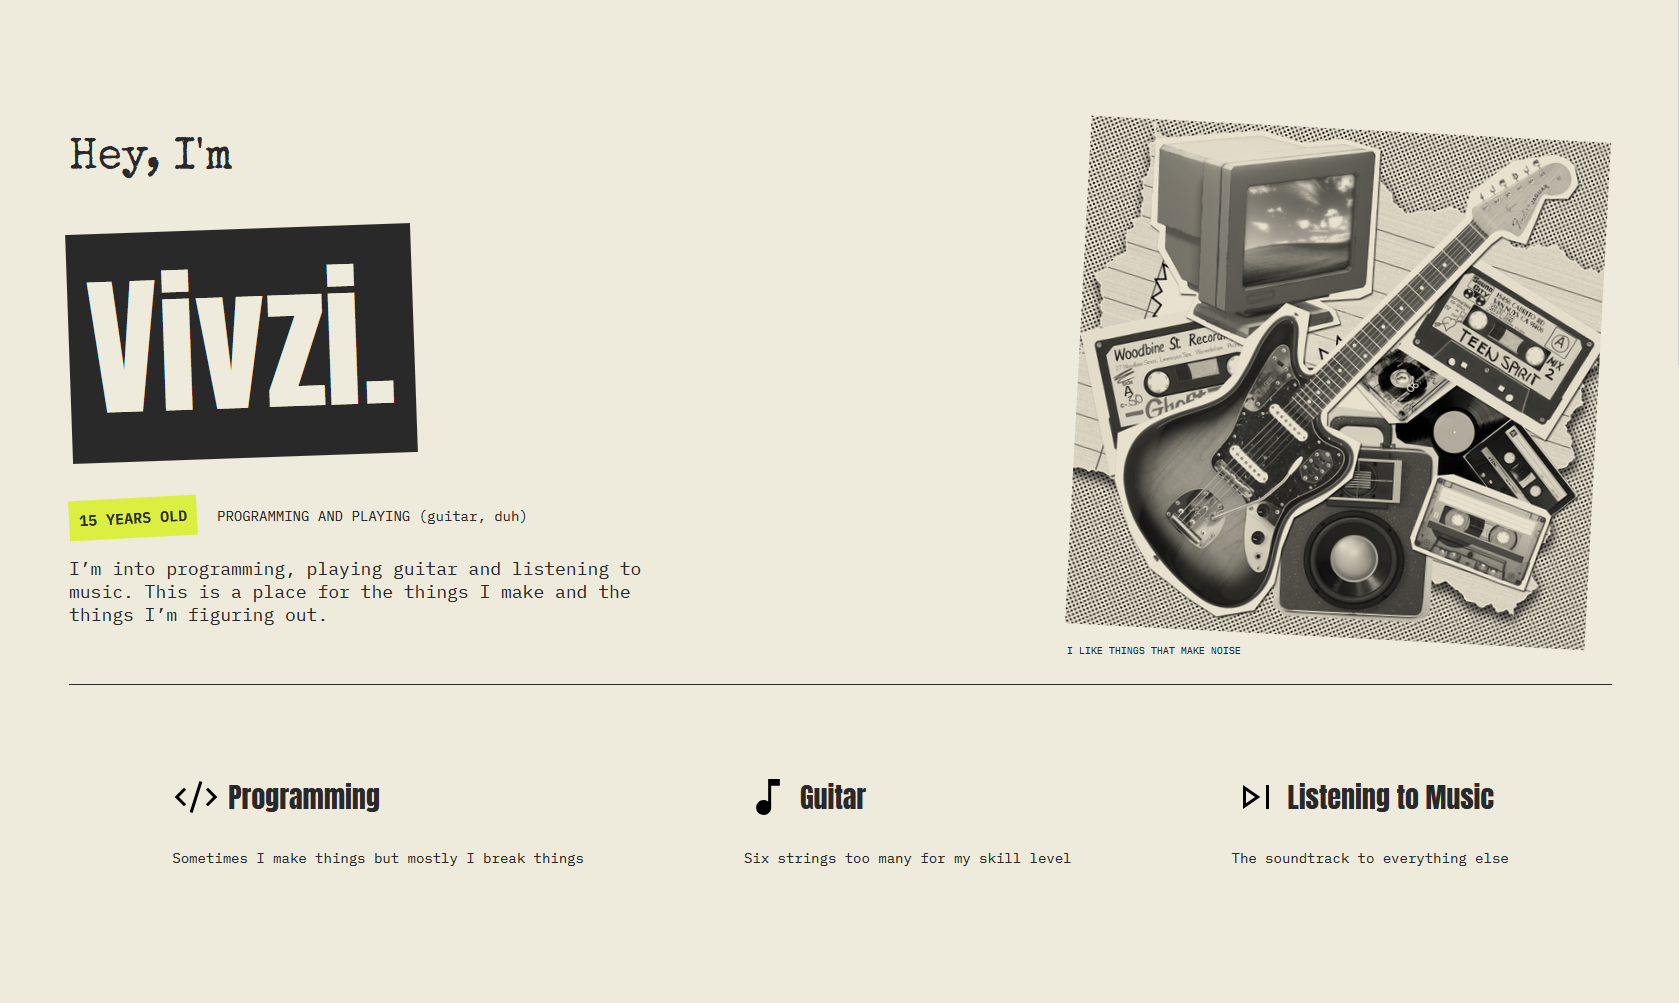 Hey, I'm
Vivzi.
15 YEARS OLD
PROGRAMMING AND PLAYING (guitar, duh)
I’m into programming, playing guitar and listening to
music. This is a place for the things I make and the
things I’m figuring out.
Woodbine St. Record
A
Ghost
Sound
City
TEEN SPIRIT
A
MIX
2
I LIKE THINGS THAT MAKE NOISE
Programming
Sometimes I make things but mostly I break things
Guitar
Six strings too many for my skill level
Listening to Music
The soundtrack to everything else